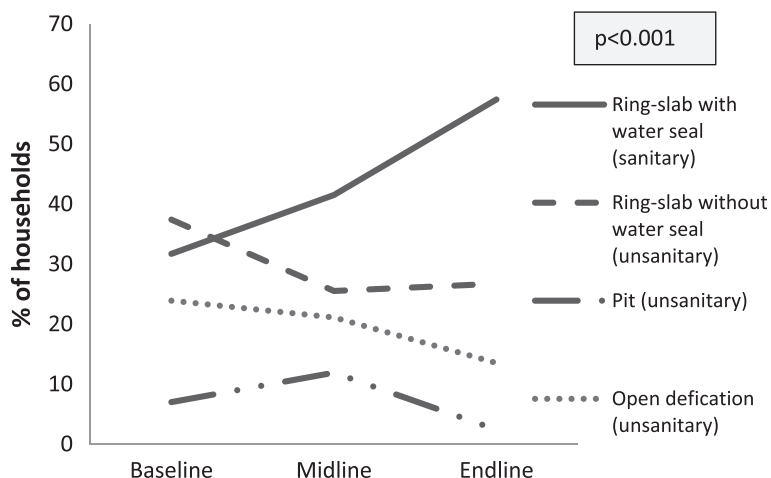 70
60
50
40
30
20
10
0
% of households
Baseline
Midline
Endline
p<0.001
Ring-slab with
water seal
(sanitary)
Ring-slab without
water seal
(unsanitary)
Pit (unsanitary)
Open defication
(unsanitary)